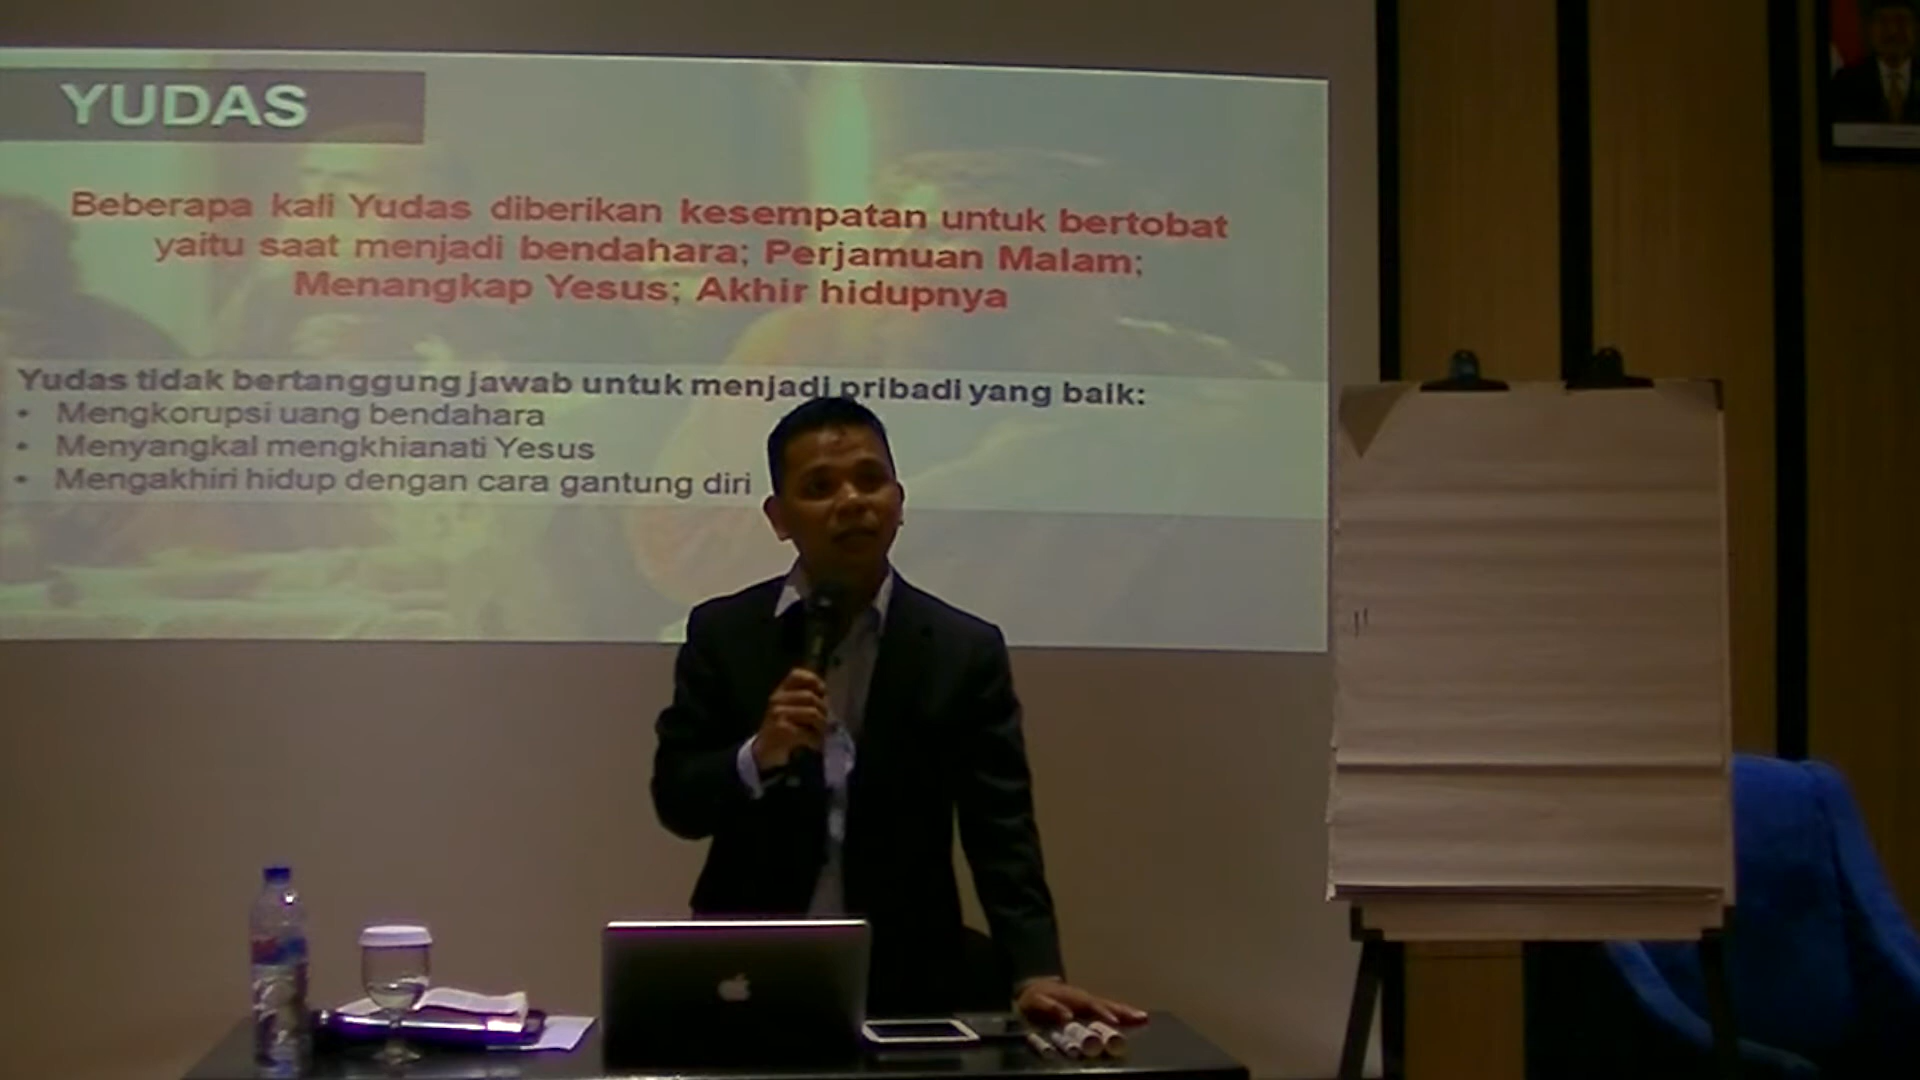 YUDAS
Beberapa kali Yudas diberikan kesempatan untuk bertobat
yaitu saat menjadi bendahara; Perjamuan Malam;
Menangkap Yesus; Akhir hidupnya
Yudas tidak bertanggung jawab untuk menjadi pribadi yang baik:
• Mengkorupsi uang bendahara
• Menyangkal mengkhianati Yesus
• Mengakhiri hidup dengan cara gantung diri